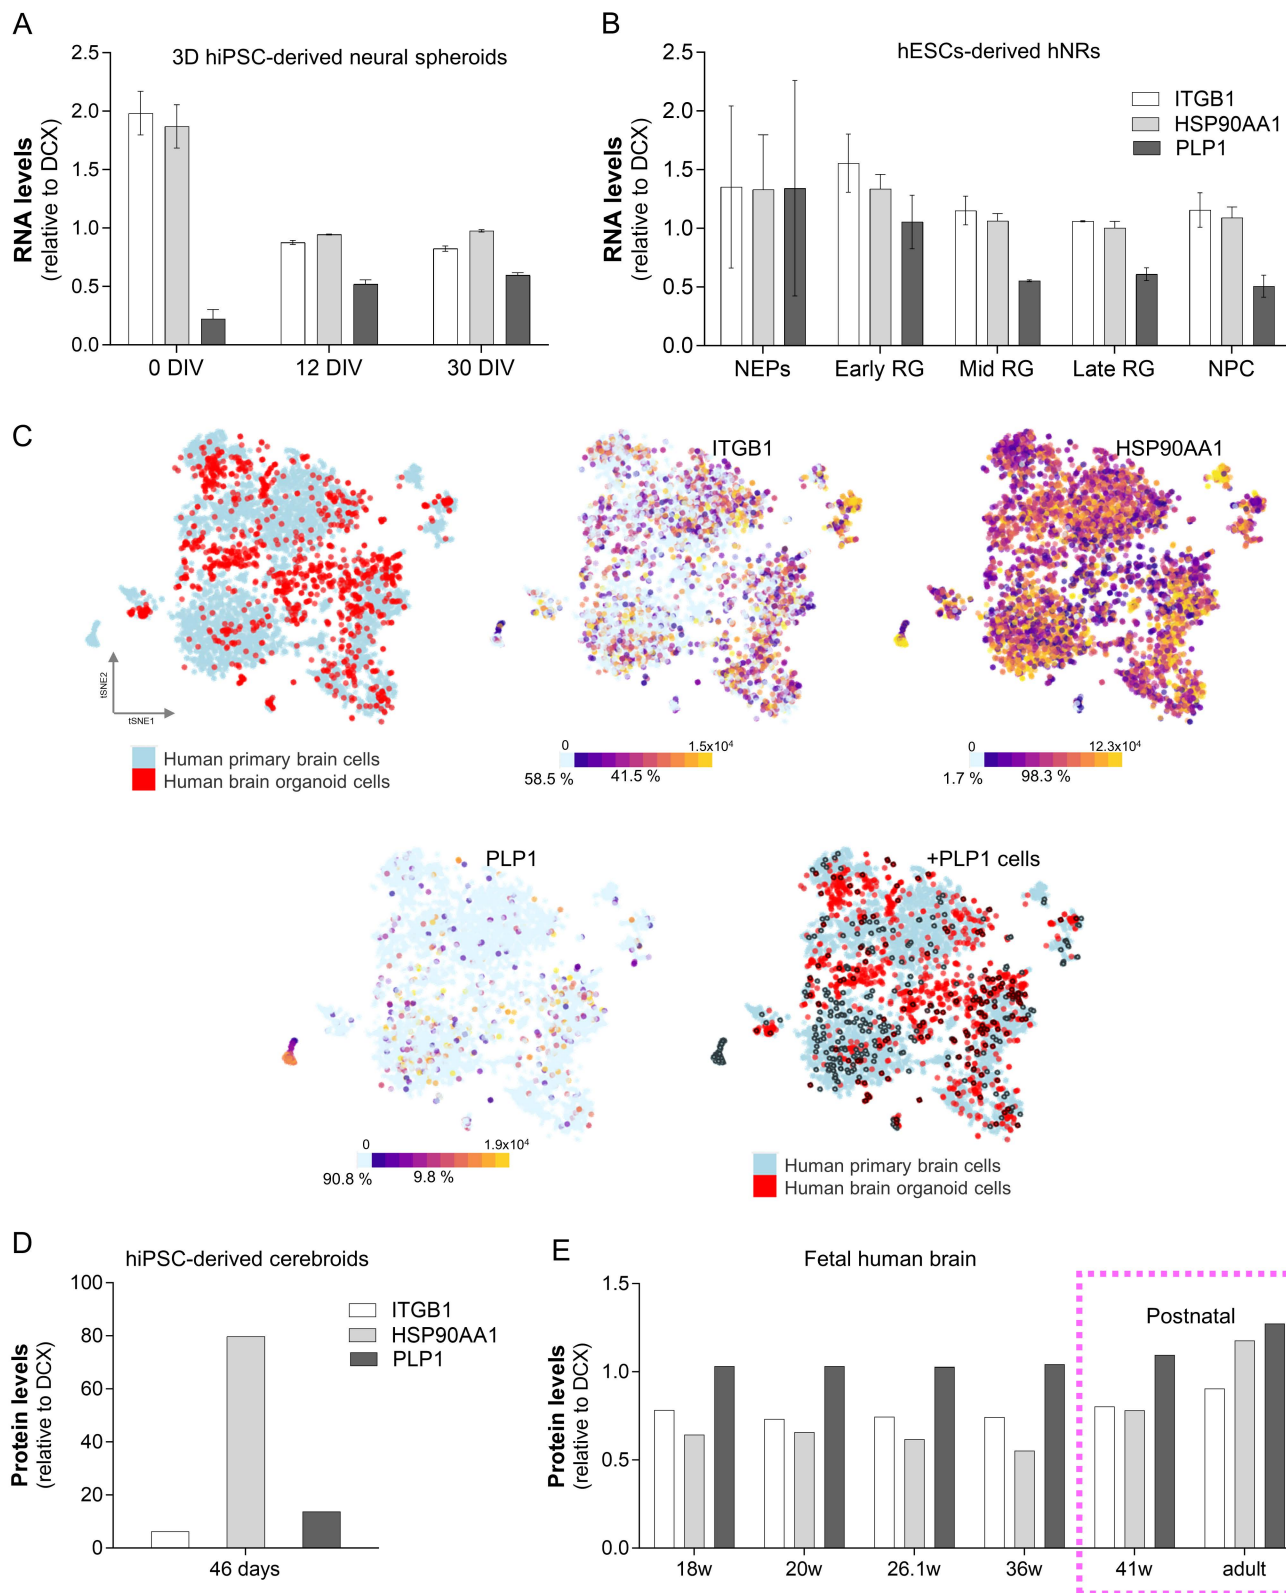 A
3D hiPSC-derived neural spheroids
RNA levels
(relative to DCX)
2.5
2.0
1.5
1.0
0.5
0.0
0 DIV
12 DIV
30 DIV
B
hESCs-derived hNRs
RNA levels
(relative to DCX)
2.5
2.0
1.5
1.0
0.5
0.0
ITGB1
HSP90AA1
PLP1
NEPs
Early RG
Mid RG
Late RG
NPC
C
tSNE2
tSNE1
Human primary brain cells
Human brain organoid cells
ITGB1
0
1.5x10⁴
58.5 %
41.5 %
HSP90AA1
0
12.3x10⁴
1.7 %
98.3 %
PLP1
0
1.9x10⁴
90.8 %
9.8 %
+PLP1 cells
Human primary brain cells
Human brain organoid cells
D
hiPSC-derived cerebroids
Protein levels
(relative to DCX)
100
80
60
40
20
0
ITGB1
HSP90AA1
PLP1
46 days
E
Fetal human brain
Protein levels
(relative to DCX)
1.5
1.0
0.5
0.0
Postnatal
18w
20w
26.1w
36w
41w
adult